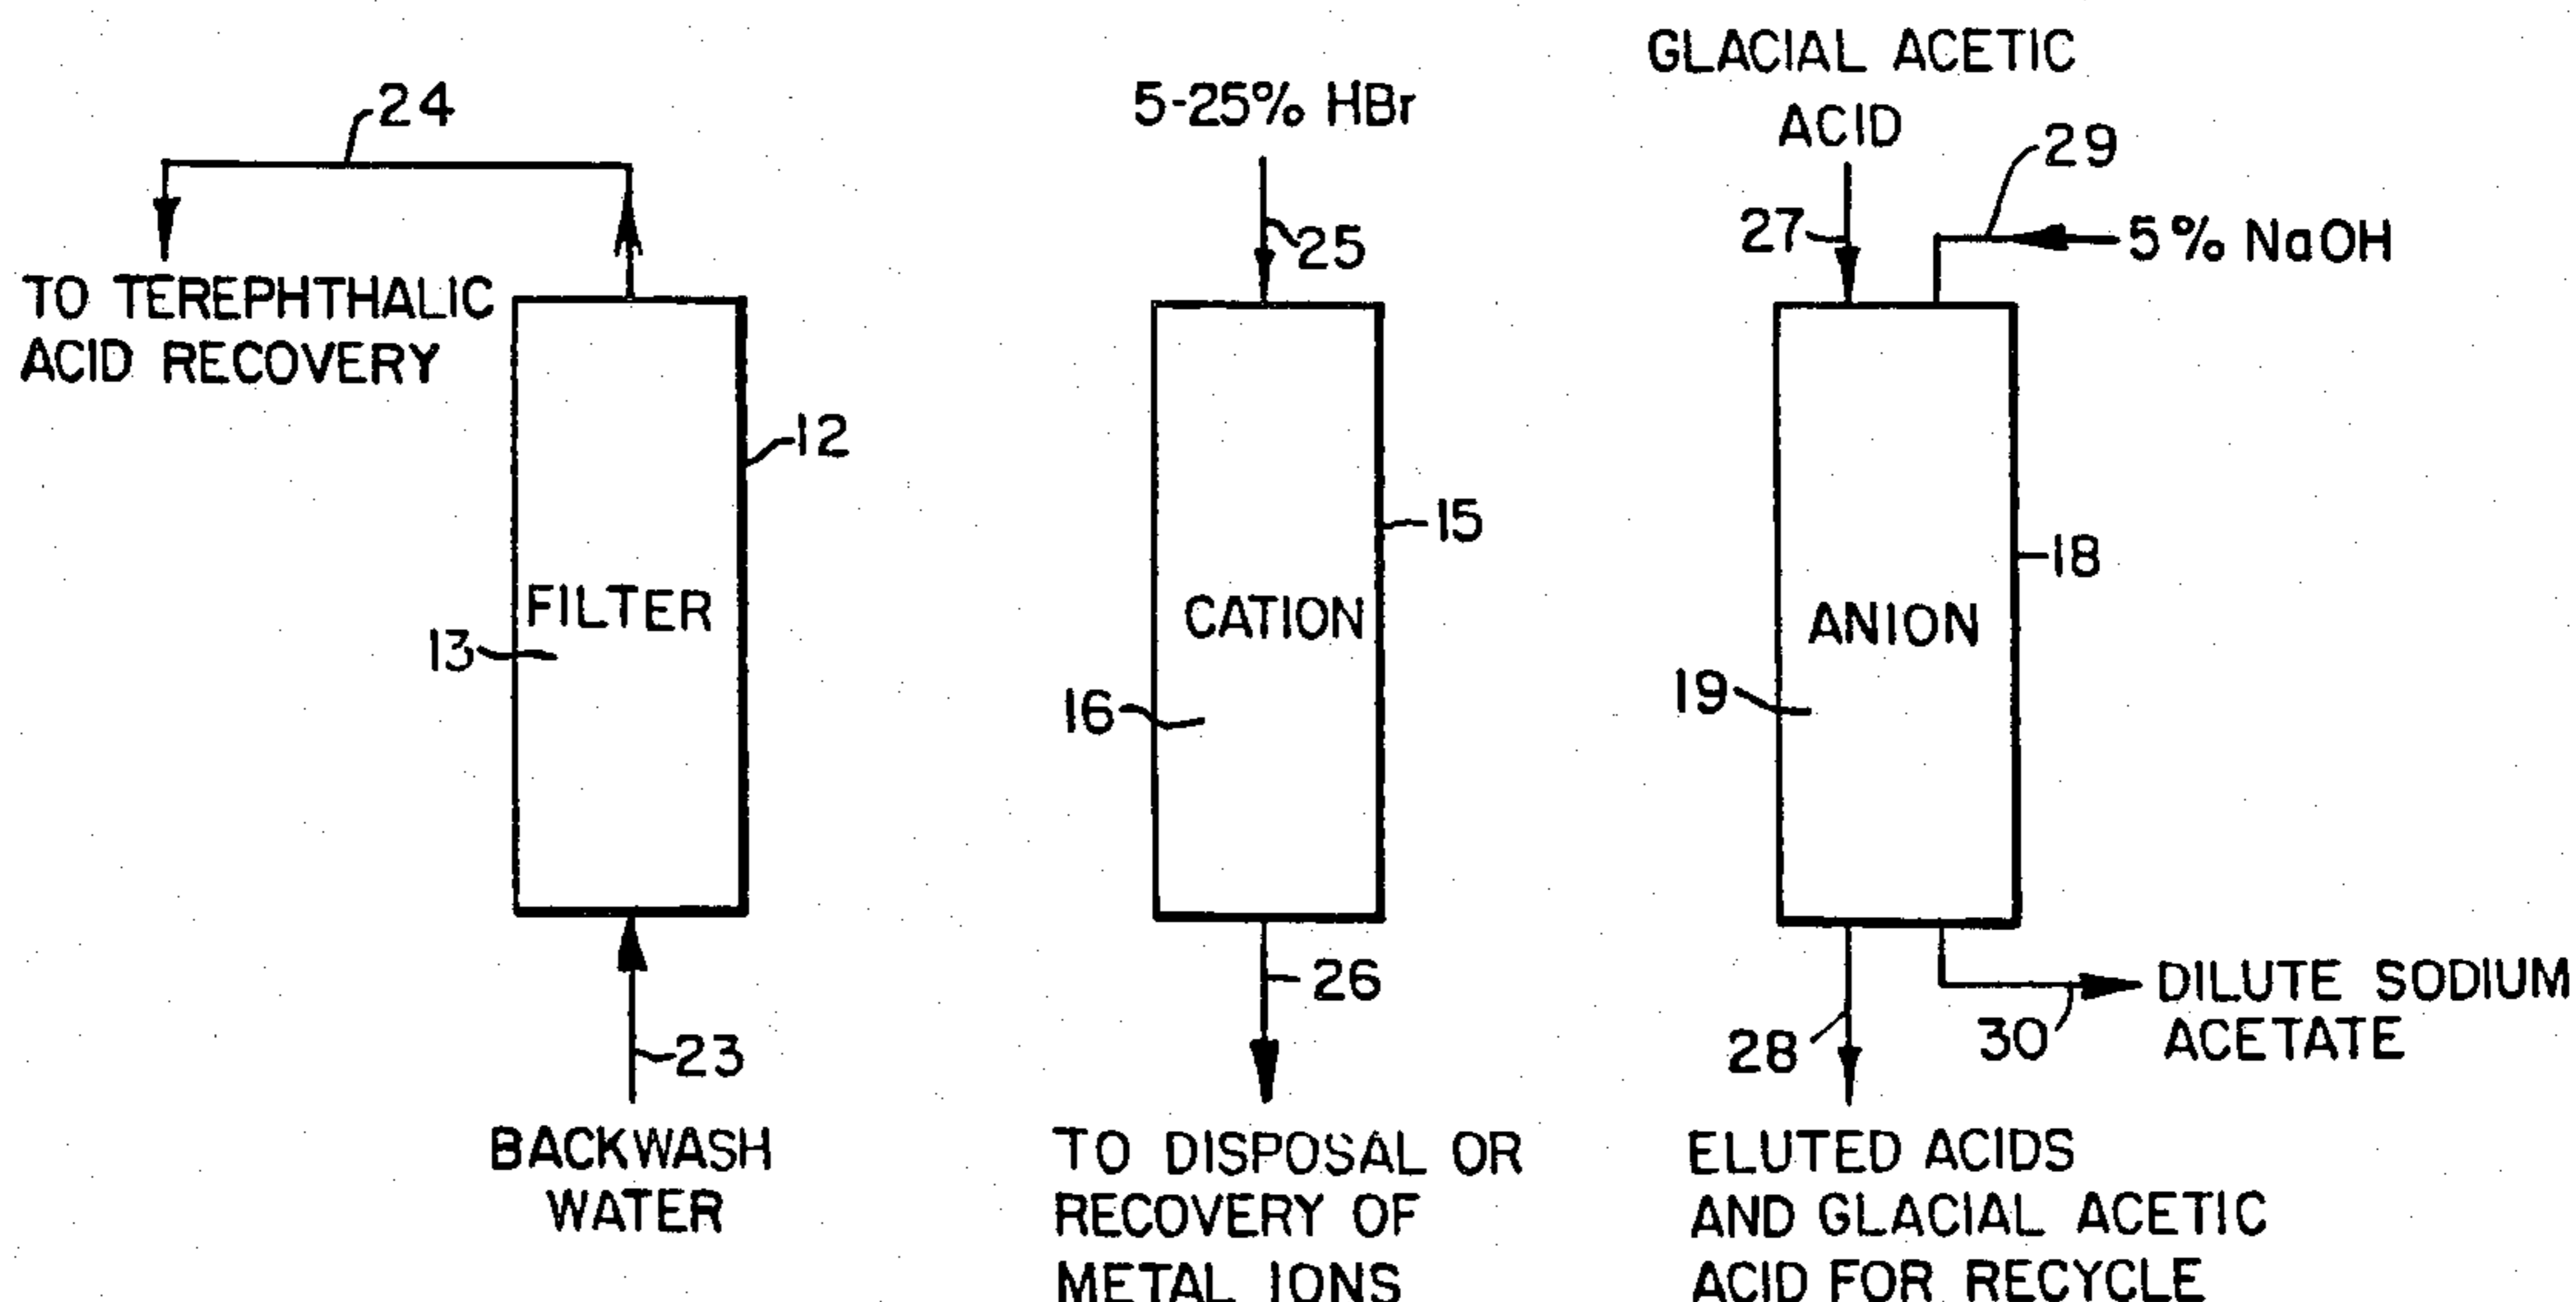 24
TO TEREPHTHALIC
ACID RECOVERY
12
FILTER
13
23
BACKWASH
WATER
5-25% HBr
25
15
CATION
16
26
TO DISPOSAL OR
RECOVERY OF
METAL IONS
GLACIAL ACETIC
ACID
29
27
5% NaOH
18
ANION
19
28
30
DILUTE SODIUM
ACETATE
ELUTED ACIDS
AND GLACIAL ACETIC
ACID FOR RECYCLE